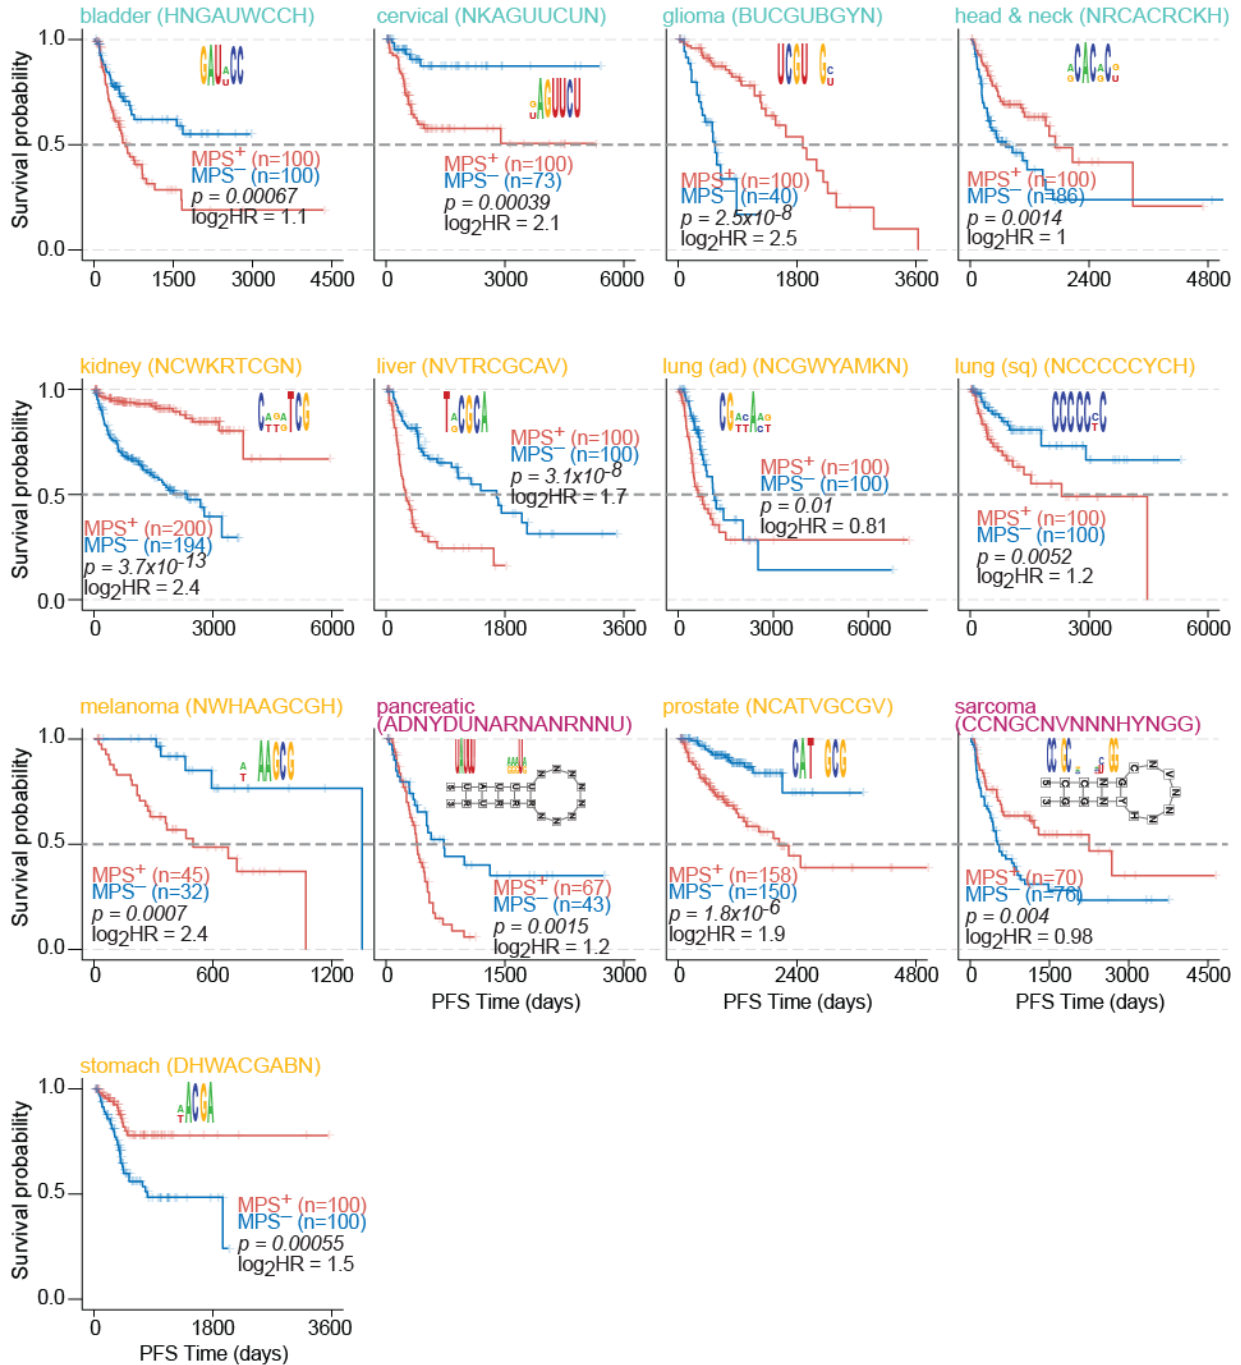 bladder (HNGAUWCCH)
cervical (NKAGUUCUN)
glioma (BUCGUBGYN)
head & neck (NRCACRCKH)
Survival probability
1.0
0.5
0.0
MPS+ (n=100)
MPS− (n=100)
p = 0.00067
log2HR = 1.1
0 1500 3000 4500
MPS+ (n=100)
MPS− (n=73)
p = 0.00039
log2HR = 2.1
0 3000 6000
MPS+ (n=100)
MPS− (n=40)
p = 2.5x10-8
log2HR = 2.5
0 1800 3600
MPS+ (n=100)
MPS− (n=86)
p = 0.0014
log2HR = 1
0 2400 4800
kidney (NCWKRTCGN)
liver (NVTRCGCAV)
lung (ad) (NCGWYAMKN)
lung (sq) (NCCCCCYCH)
Survival probability
1.0
0.5
0.0
MPS+ (n=200)
MPS− (n=194)
p = 3.7x10-13
log2HR = 2.4
0 3000 6000
MPS+ (n=100)
MPS− (n=100)
p = 3.1x10-8
log2HR = 1.7
0 1800 3600
MPS+ (n=100)
MPS− (n=100)
p = 0.01
log2HR = 0.81
0 3000 6000
MPS+ (n=100)
MPS− (n=100)
p = 0.0052
log2HR = 1.2
0 3000 6000
melanoma (NWHAAGCGH)
pancreatic
(ADNYDUNARNANRNNU)
prostate (NCATVGCGV)
sarcoma
(CCNGCNVNNNHYNGG)
Survival probability
1.0
0.5
0.0
MPS+ (n=45)
MPS− (n=32)
p = 0.0007
log2HR = 2.4
0 600 1200
MPS+ (n=67)
MPS− (n=43)
p = 0.0015
log2HR = 1.2
0 1500 3000
PFS Time (days)
MPS+ (n=158)
MPS− (n=150)
p = 1.8x10-6
log2HR = 1.9
0 2400 4800
PFS Time (days)
MPS+ (n=70)
MPS− (n=76)
p = 0.004
log2HR = 0.98
0 1500 3000 4500
PFS Time (days)
stomach (DHWACGABN)
Survival probability
1.0
0.5
0.0
MPS+ (n=100)
MPS− (n=100)
p = 0.00055
log2HR = 1.5
0 1800 3600
PFS Time (days)